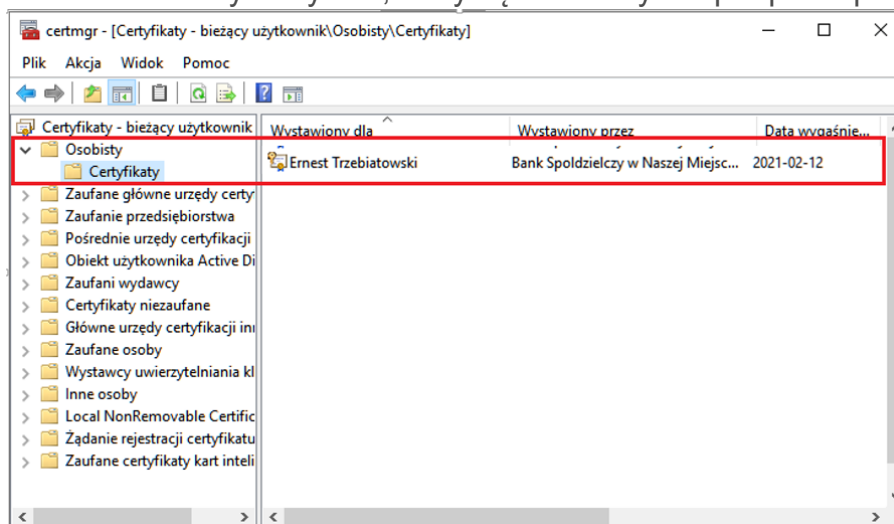 certmgr - [Certyfikaty - bieżący użytkownik\Osobisty\Certyfikaty]
Plik Akcja Widok Pomoc
Certyfikaty - bieżący użytkownik
Osobisty
Certyfikaty
Zaufane główne urzędy certy
Zaufanie przedsiębiorstwa
Pośrednie urzędy certyfikacji
Obiekt użytkownika Active Di
Zaufani wydawcy
Certyfikaty niezaufane
Główne urzędy certyfikacji inn
Zaufane osoby
Wystawcy uwierzytelniania kl
Inne osoby
Local NonRemovable Certific
Żądanie rejestracji certyfikatu
Zaufane certyfikaty kart inteli
Wystawiony dla Wystawiony przez Data wygaśnie...
Ernest Trzebiatowski Bank Spoldzielczy w Naszej Miejsc... 2021-02-12